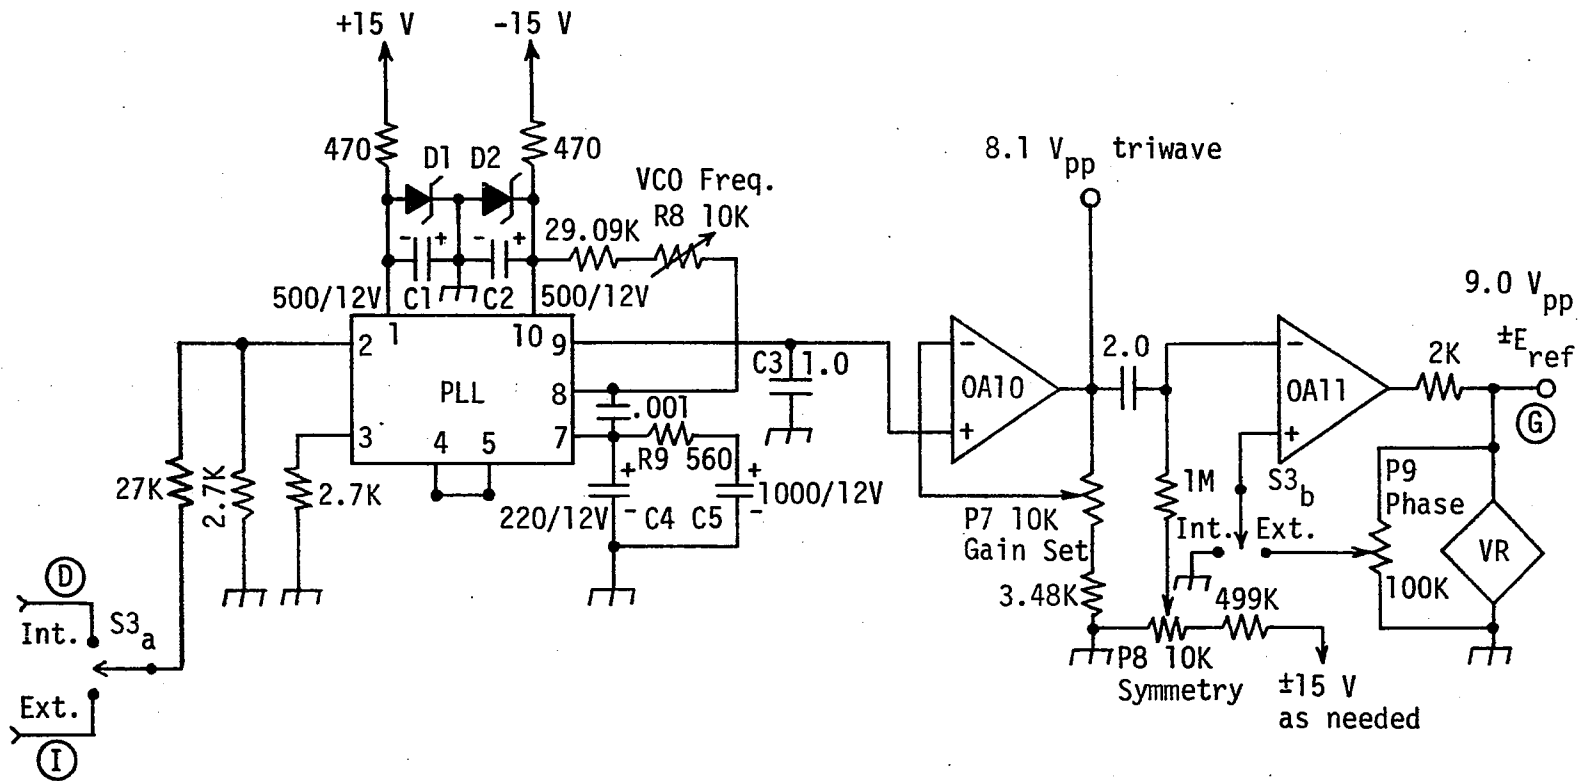 +15 V
-15 V
470
D1 D2
470
8.1 Vpp triwave
VCO Freq.
R8 10K
29.09K
- +
- +
500/12V
C1
C2
500/12V
9.0 Vpp
±Eref
2
1
10
9
C3
1.0
2.0
2K
-
OA10
+
-
OA11
+
G
PLL
8
.001
3
4
5
7
R9 560
27K
2.7K
2.7K
+
220/12V
-
C4
C5
+
1000/12V
-
P7 10K
Gain Set
1M
S3b
Int.
Ext.
P9
Phase
VR
100K
3.48K
499K
D
Int.
S3a
Ext.
I
P8 10K
Symmetry
±15 V
as needed